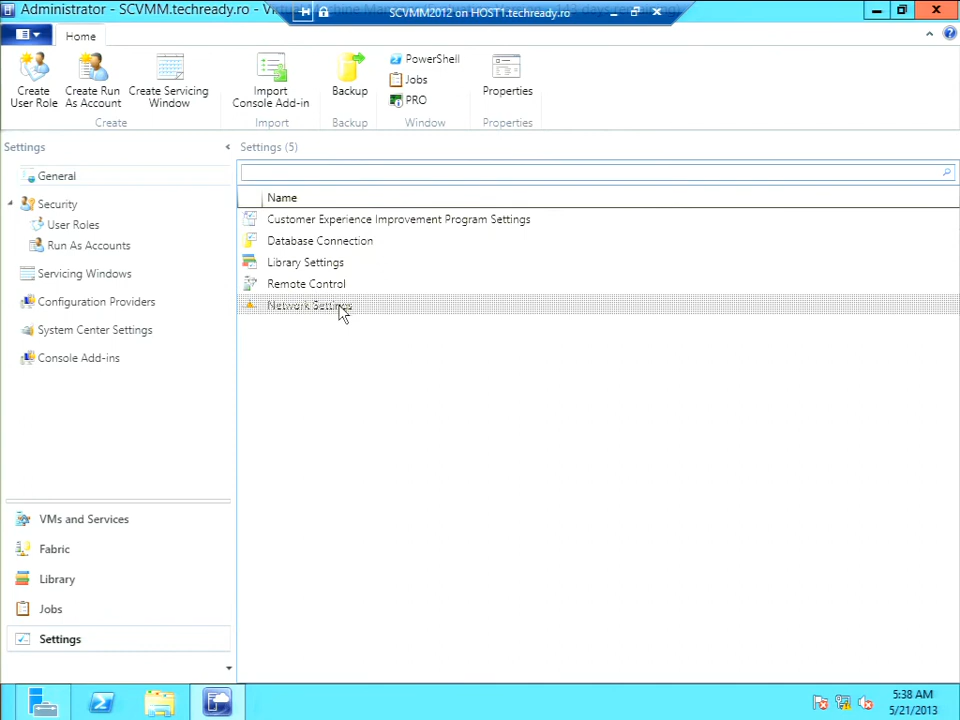 Administrator - SCVMM.techready.ro - Vir
SCVMM2012 on HOST1.techready.ro
Home
Create
User Role
Create Run
As Account
Create Servicing
Window
Import
Console Add-in
Backup
PowerShell
Jobs
PRO
Properties
Create
Import
Backup
Window
Properties
Settings
Settings (5)
General
Security
User Roles
Run As Accounts
Servicing Windows
Configuration Providers
System Center Settings
Console Add-ins
Name
Customer Experience Improvement Program Settings
Database Connection
Library Settings
Remote Control
Network Settings
VMs and Services
Fabric
Library
Jobs
Settings
5:38 AM
5/21/2013